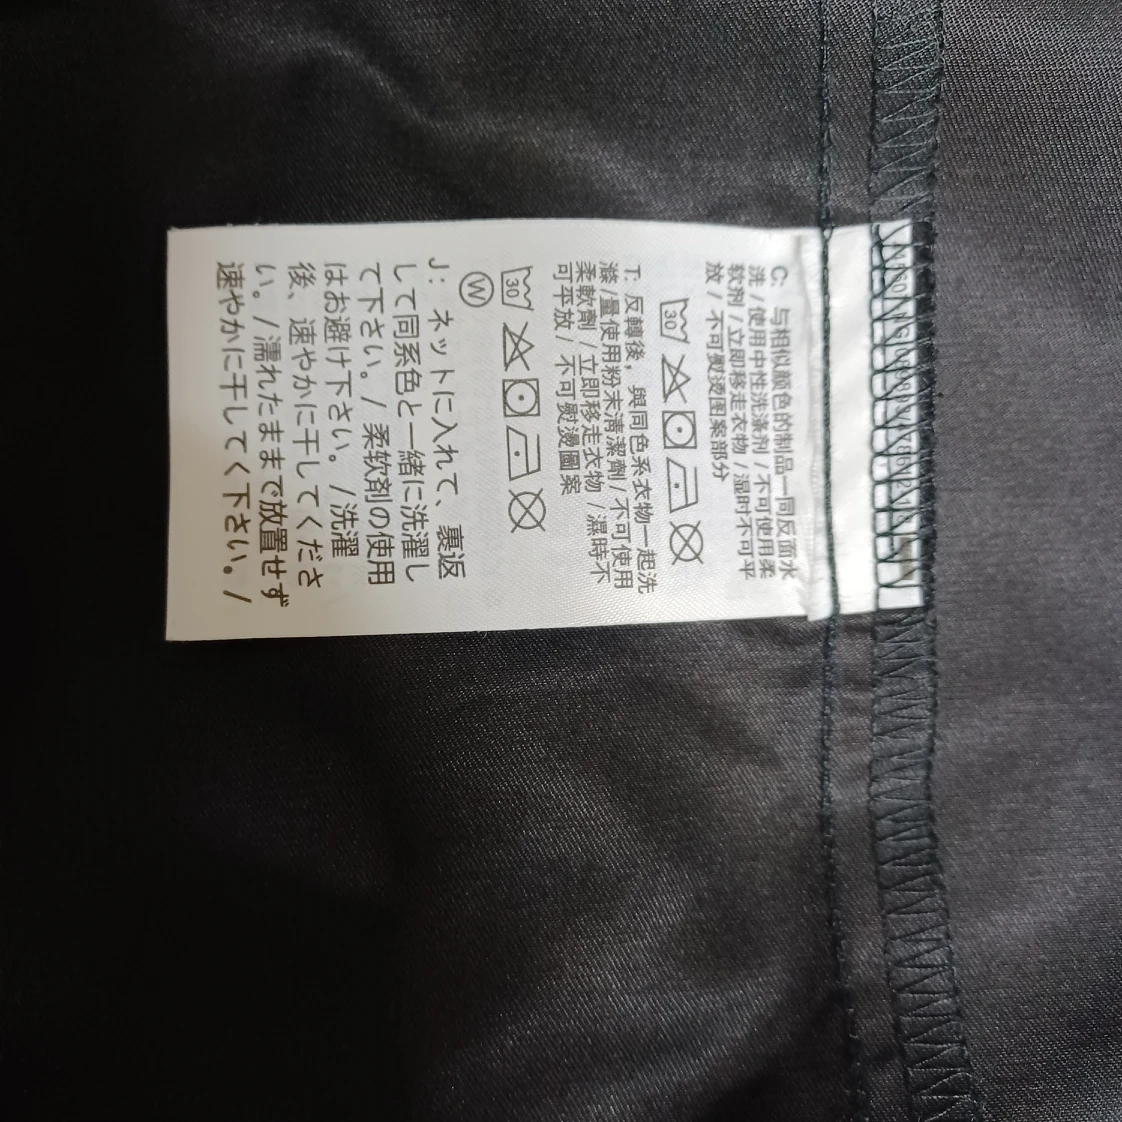 C: 与相似颜色的制品一同反面水
洗 / 使用中性洗涤剂 / 不可使用柔
软剂 / 立即移走衣物 / 湿时不可平
放 / 不可熨烫图案部分
30
T: 反轉後，與同色系衣物一起洗
滌 / 量使用粉末清潔劑 / 不可使用
柔軟劑 / 立即移走衣物 / 濕時不
可平放 / 不可熨燙圖案
30
W
J: ネットに入れて、裏返
して同系色と一緒に洗濯し
て下さい。/ 柔软剤の使用
はお避け下さい。/ 洗濯
後、速やかに干してくださ
い。/ 濡れたままで放置せず
速やかに干してく下さい。/